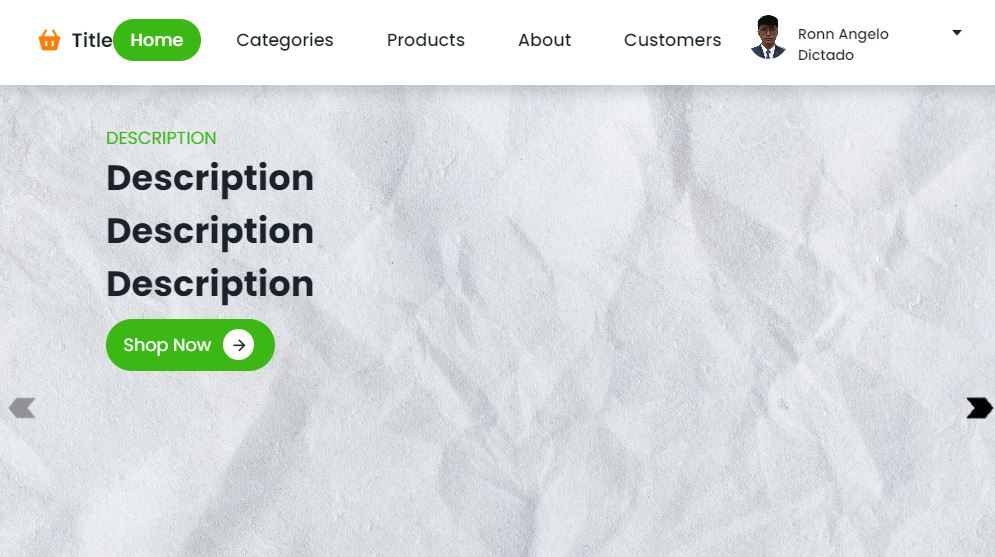 Title Home Categories Products About Customers Ronn Angelo
Dictado
DESCRIPTION
Description
Description
Description
Shop Now